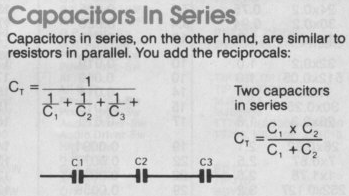 Capacitors In Series
Capacitors in series, on the other hand, are similar to
resistors in parallel. You add the reciprocals:
C_T = 1 / (1/C_1 + 1/C_2 + 1/C_3 +
Two capacitors
in series
C_T = C_1 x C_2 / C_1 + C_2
C1 C2 C3